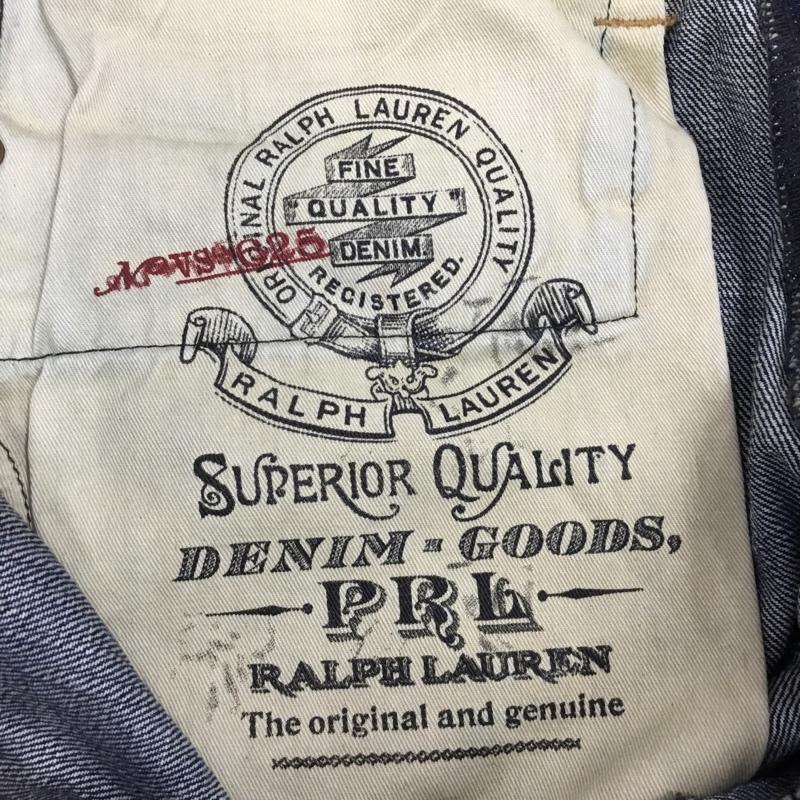 ORIGINAL RALPH LAUREN QUALITY
FINE
"QUALITY"
DENIM
REGISTERED.
RALPH LAUREN
SUPERIOR QUALITY
DENIM = GOODS,
PRL
RALPH LAUREN
The original and genuine